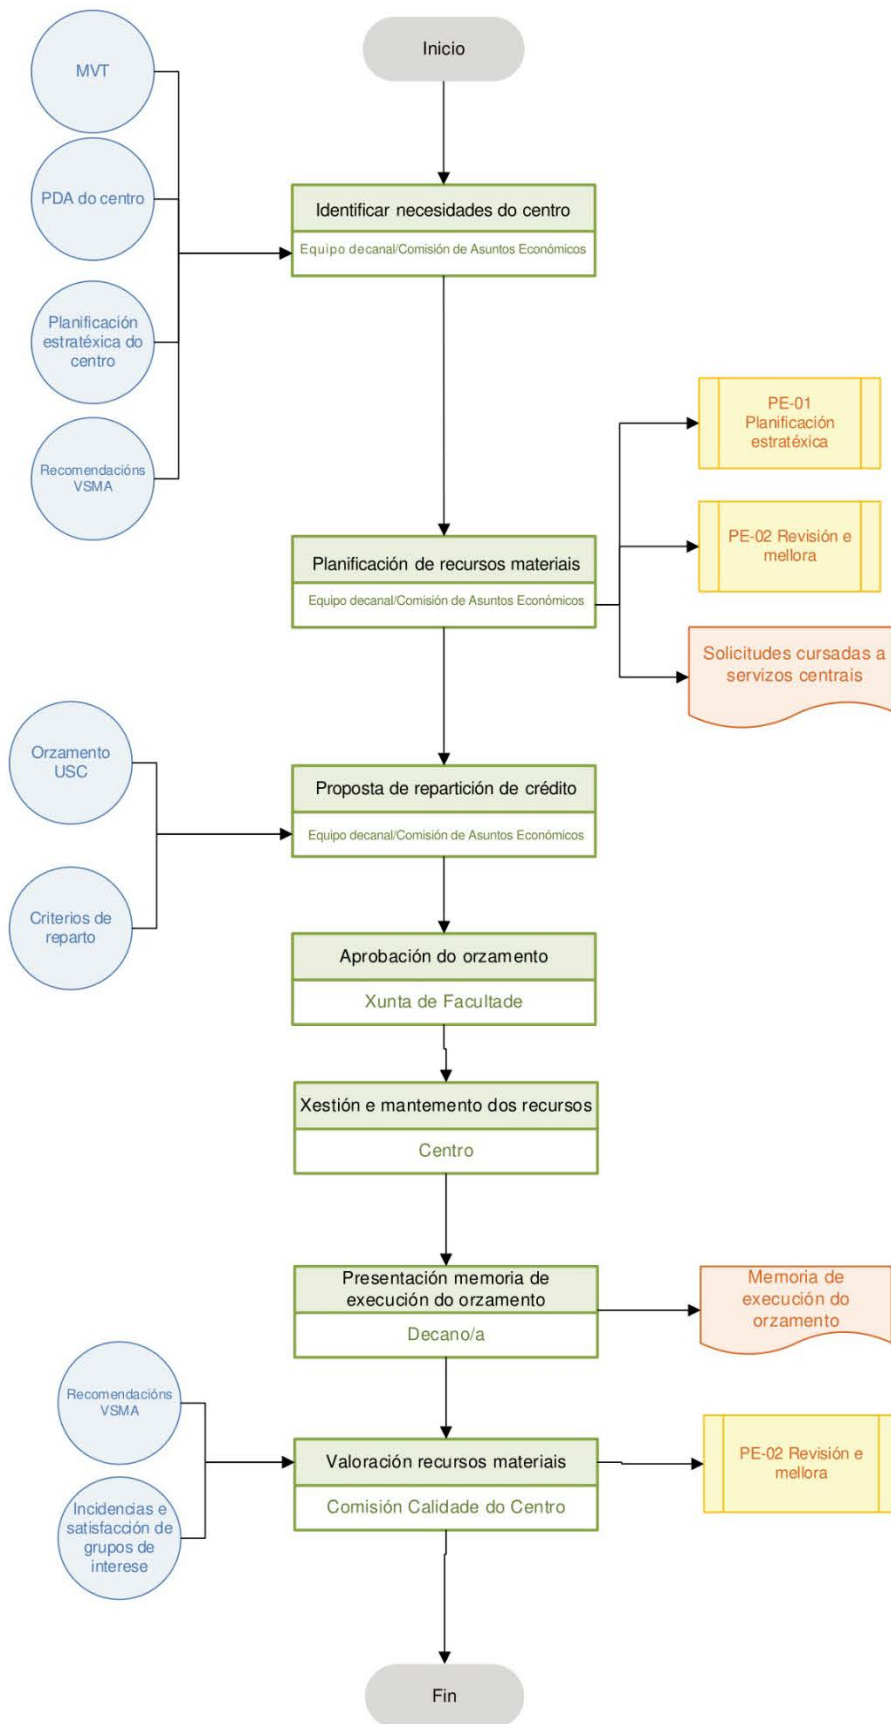 Inicio
MVT
PDA do centro
Planificación
estratéxica do
centro
Recomendacións
VSMA
Identificar necesidades do centro
Equipo decanal/Comisión de Asuntos Económicos
PE-01
Planificación
estratéxica
PE-02 Revisión e
mellora
Solicitudes cursadas a
servizos centrais
Planificación de recursos materiais
Equipo decanal/Comisión de Asuntos Económicos
Orzamento
USC
Criterios de
reparto
Proposta de repartición de crédito
Equipo decanal/Comisión de Asuntos Económicos
Aprobación do orzamento
Xunta de Facultade
Xestión e mantemento dos recursos
Centro
Presentación memoria de
execución do orzamento
Decano/a
Memoria de
execución do
orzamento
Recomendacións
VSMA
Incidencias e
satisfacción de
grupos de
interese
Valoración recursos materiais
Comisión Calidade do Centro
PE-02 Revisión e
mellora
Fin